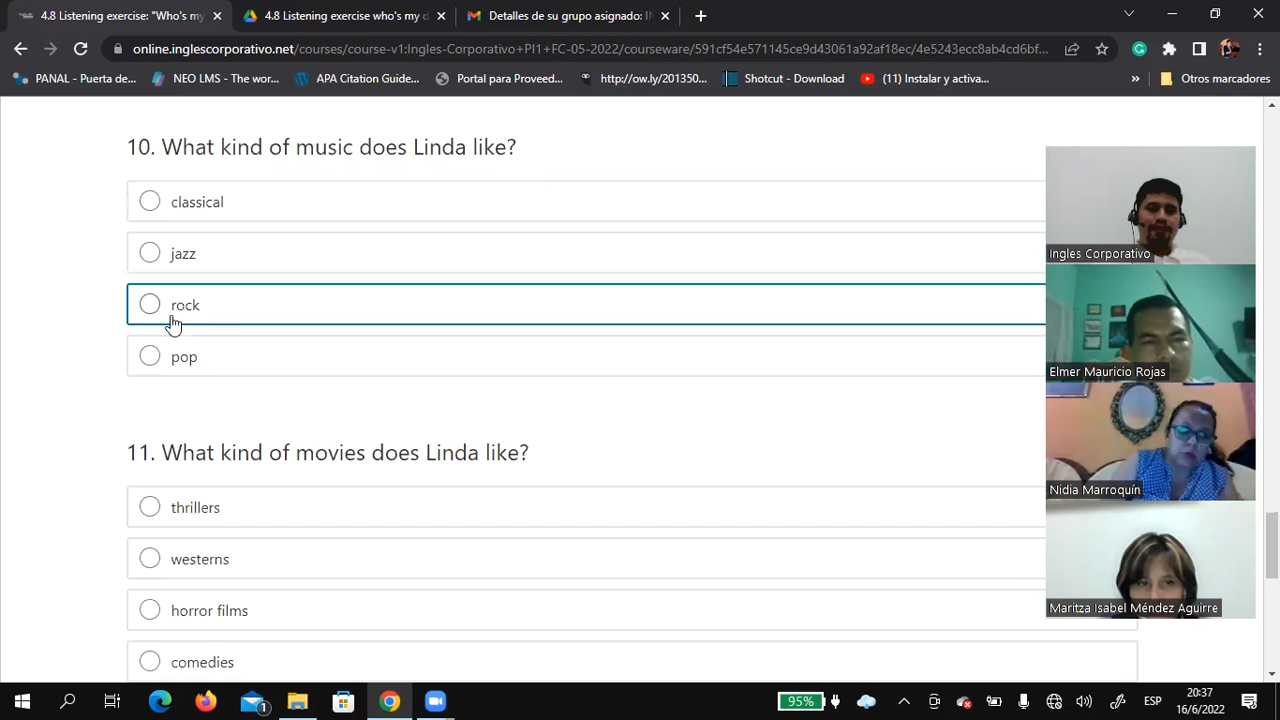 4.8 Listening exercise: "Who's my
4.8 Listening exercise who's my d
Detalles de su grupo asignado: I
online.inglescorporativo.net/courses/course-v1:Ingles-Corporativo+PI1+FC-05-2022/courseware/591cf54e571145ce9d43061a92af18ec/4e5243ecc8ab4cd6bf...
PANAL - Puerta de...
NEO LMS - The wor...
APA Citation Guide...
Portal para Proveed...
http://ow.ly/201350...
Shotcut - Download
(11) Instalar y activa...
»
Otros marcadores
10. What kind of music does Linda like?
classical
jazz
rock
pop
11. What kind of movies does Linda like?
thrillers
westerns
horror films
comedies
Ingles Corporativo
Elmer Mauricio Rojas
Nidia Marroquín
Maritza Isabel Méndez Aguirre
1
95%
ESP
20:37
16/6/2022